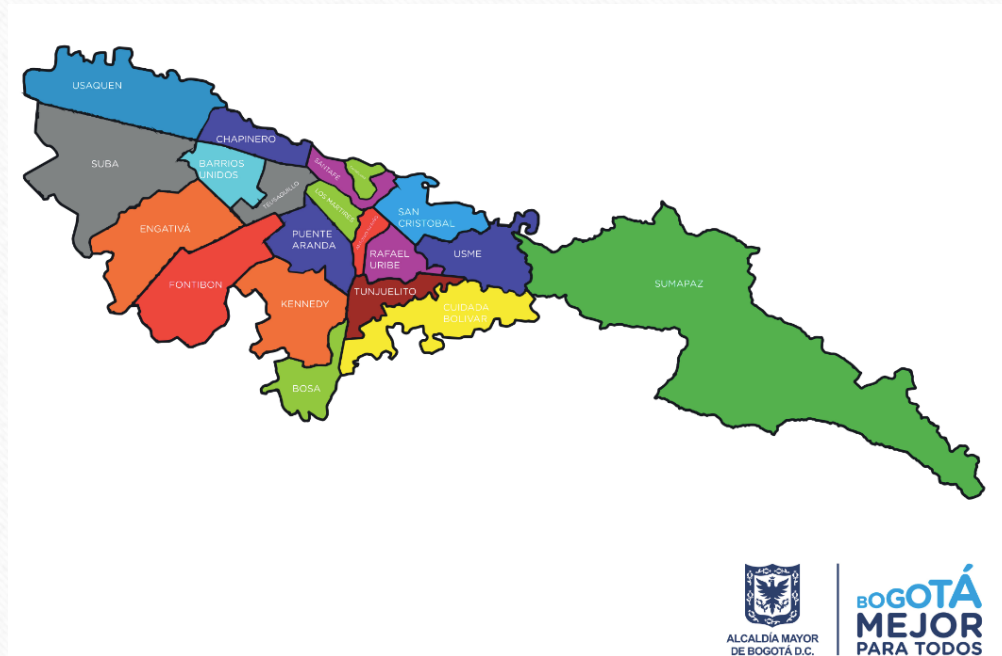 USAQUEN
CHAPINERO
SUBA
BARRIOS
UNIDOS
SANTAFE
TEUSAQUILLO
LOS MARTIRES
SAN
CRISTOBAL
ENGATIVÁ
PUENTE
ARANDA
RAFAEL
URIBE
USME
FONTIBON
KENNEDY
TUNJUELITO
SUMAPAZ
CUIDADA
BOLIVAR
BOSA
ALCALDÍA MAYOR
DE BOGOTÁ D.C.
BOGOTÁ
MEJOR
PARA TODOS